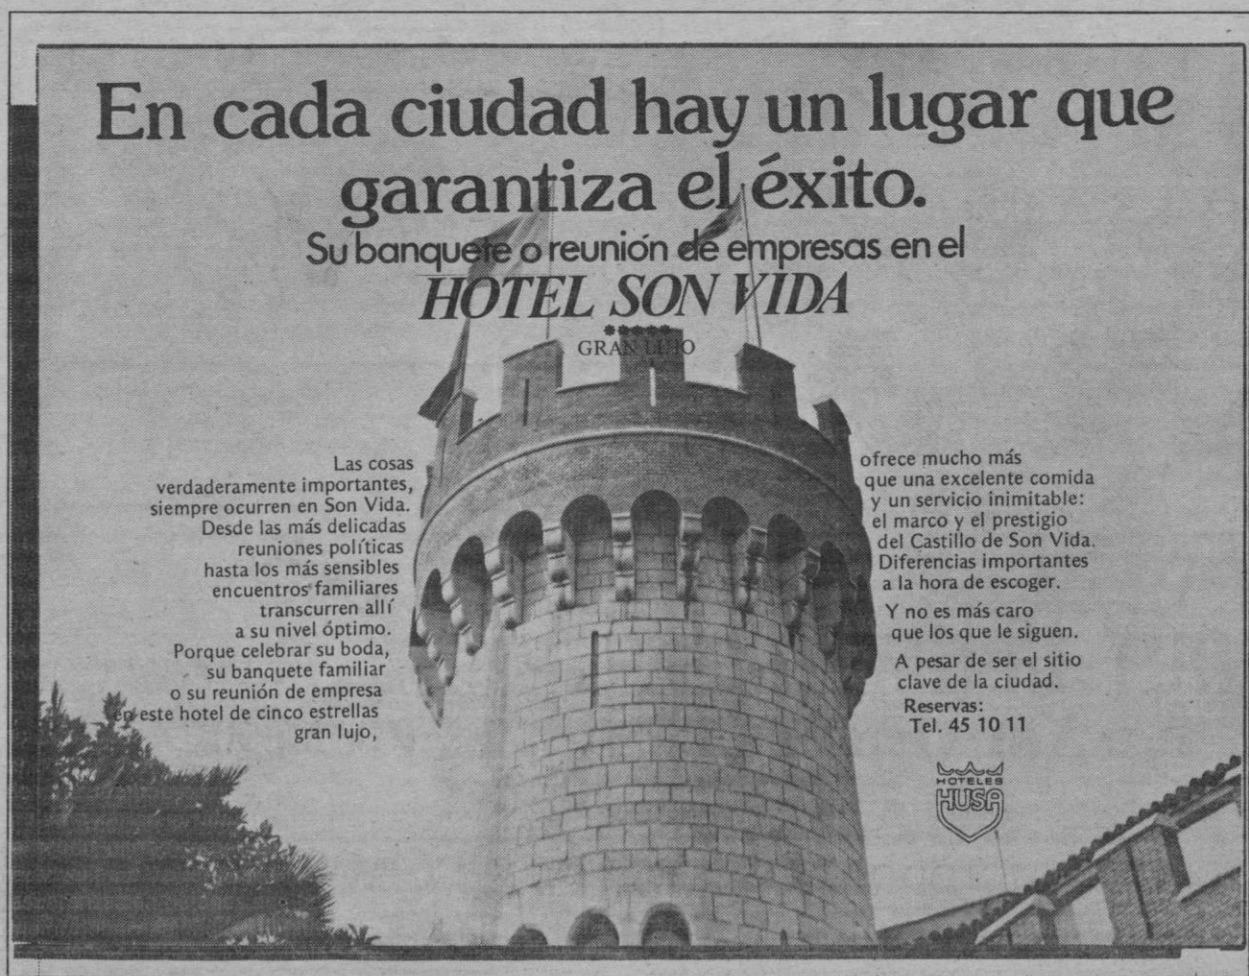 En cada ciudad hay un lugar que
garantiza el éxito.
Su banquete o reunión de empresas en el
HOTEL SON VIDA
*****
GRAN LUJO
Las cosas
verdaderamente importantes,
siempre ocurren en Son Vida.
Desde las más delicadas
reuniones políticas
hasta los más sensibles
encuentros familiares
transcurren allí
a su nivel óptimo.
Porque celebrar su boda,
su banquete familiar
o su reunión de empresa
en este hotel de cinco estrellas
gran lujo,
ofrece mucho más
que una excelente comida
y un servicio inimitable:
el marco y el prestigio
del Castillo de Son Vida.
Diferencias importantes
a la hora de escoger.
Y no es más caro
que los que le siguen.
A pesar de ser el sitio
clave de la ciudad.
Reservas:
Tel. 45 10 11
HOTELES
HUSA